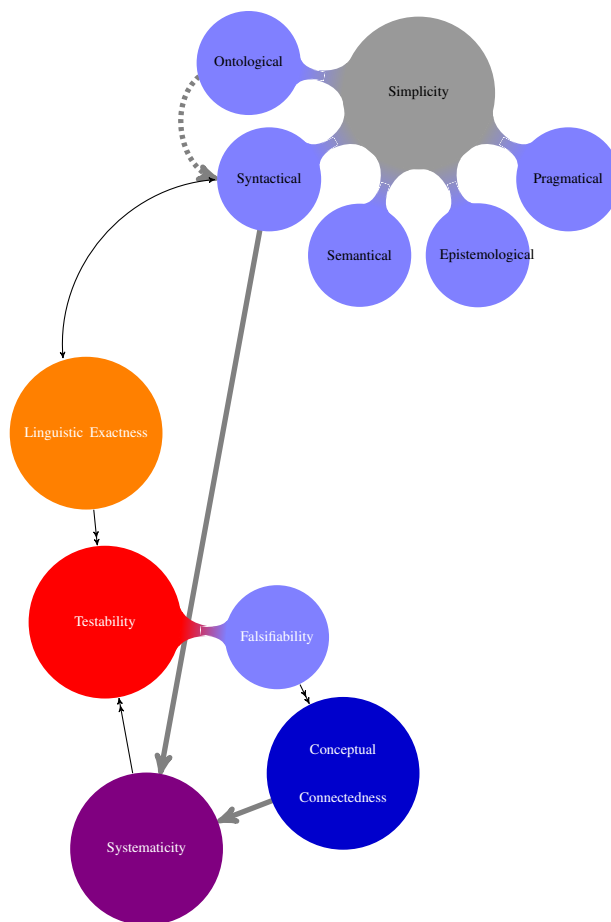 Ontological
Simplicity
Syntactical
Pragmatical
Semantical
Epistemological
Linguistic Exactness
Testability
Falsifiability
Conceptual
Connectedness
Systematicity